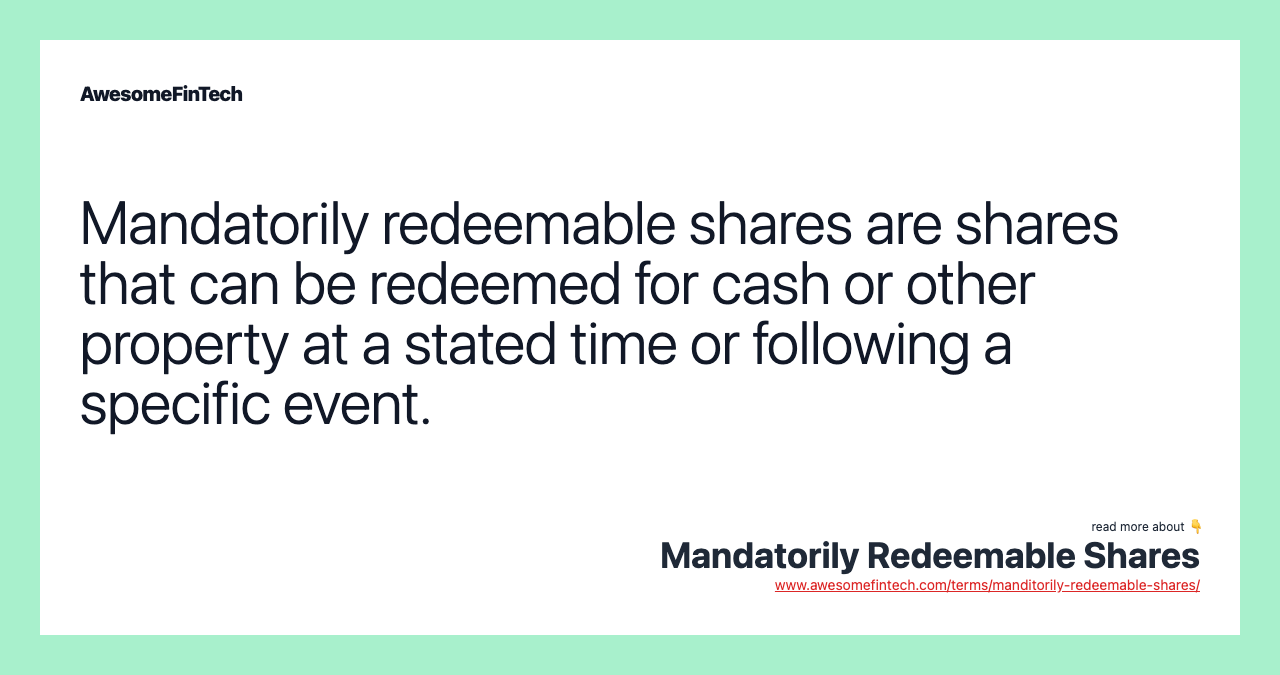 AwesomeFinTech
Mandatorily redeemable shares are shares
that can be redeemed for cash or other
property at a stated time or following a
specific event.
read more about 👇
Mandatorily Redeemable Shares
www.awesomefintech.com/terms/manditorily-redeemable-shares/